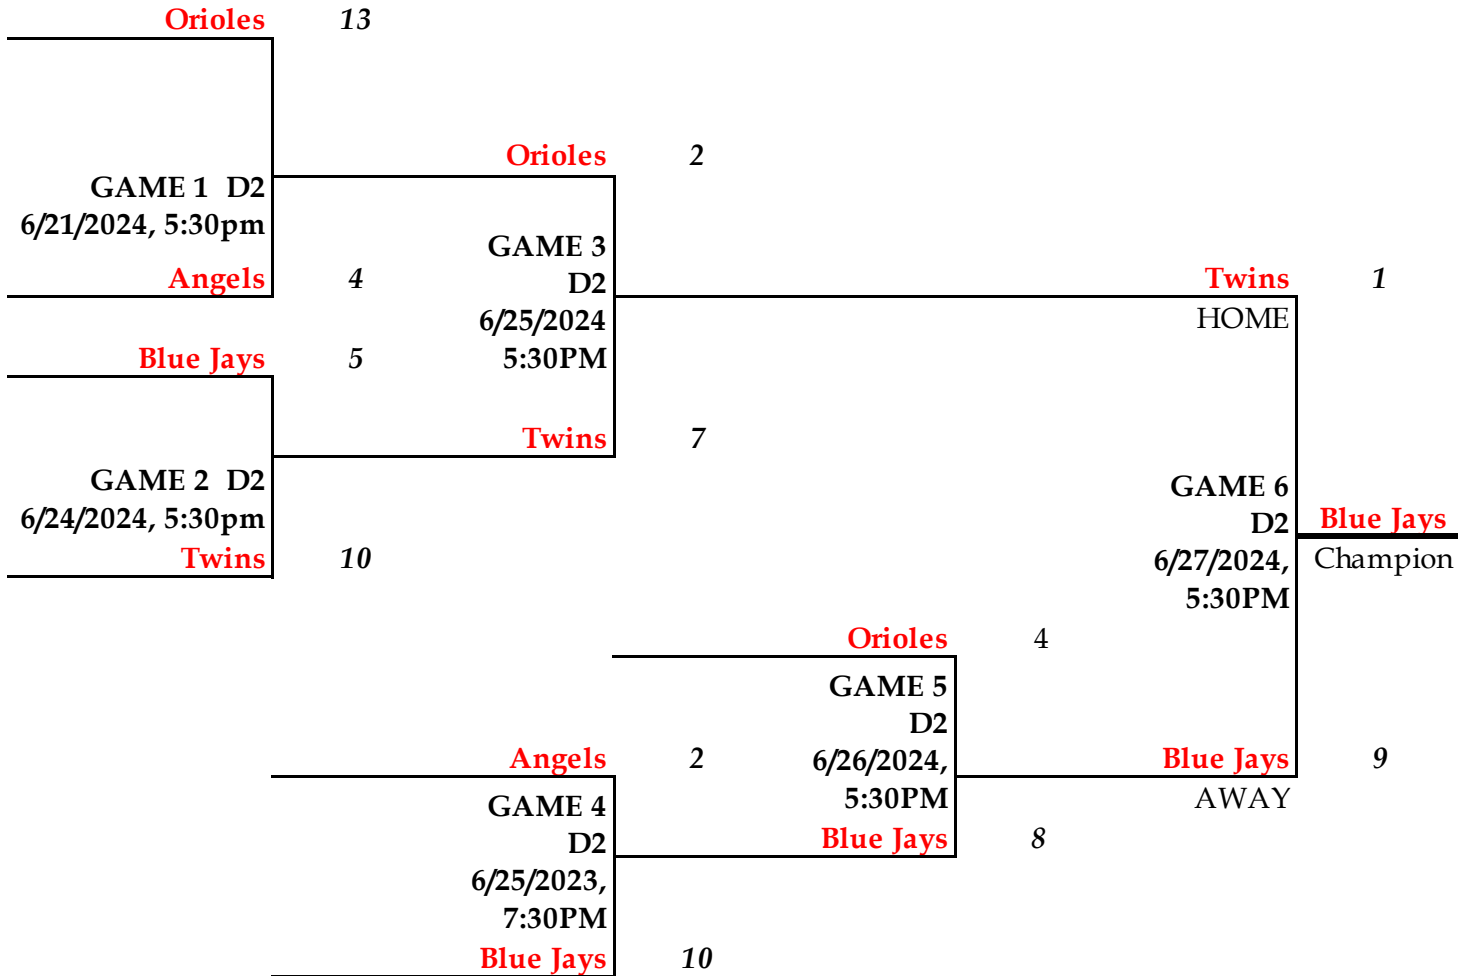 Orioles 13
Orioles 2
GAME 1 D2
6/21/2024, 5:30pm
GAME 3
D2
6/25/2024
5:30PM
Angels 4
Twins 1
HOME
Blue Jays 5
Twins 7
GAME 2 D2
6/24/2024, 5:30pm
Twins 10
GAME 6
D2
6/27/2024,
5:30PM
Blue Jays
Champion
Orioles 4
GAME 5
D2
6/26/2024,
5:30PM
Angels 2
Blue Jays 9
AWAY
GAME 4
D2
6/25/2023,
7:30PM
Blue Jays 8
Blue Jays 10